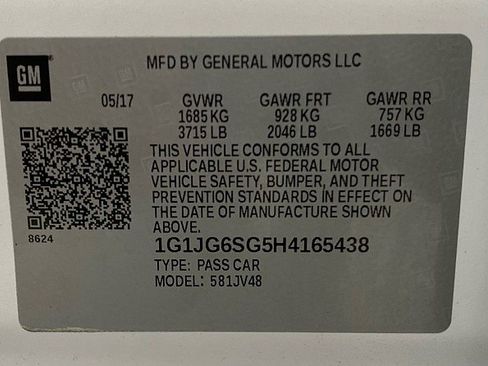 GM
MFD BY GENERAL MOTORS LLC
05/17 GVWR GAWR FRT GAWR RR
1685 KG 928 KG 757 KG
3715 LB 2046 LB 1669 LB
THIS VEHICLE CONFORMS TO ALL
APPLICABLE U.S. FEDERAL MOTOR
VEHICLE SAFETY, BUMPER, AND THEFT
PREVENTION STANDARDS IN EFFECT ON
THE DATE OF MANUFACTURE SHOWN
ABOVE.
8624
1G1JG6SG5H4165438
TYPE: PASS CAR
MODEL: 581JV48